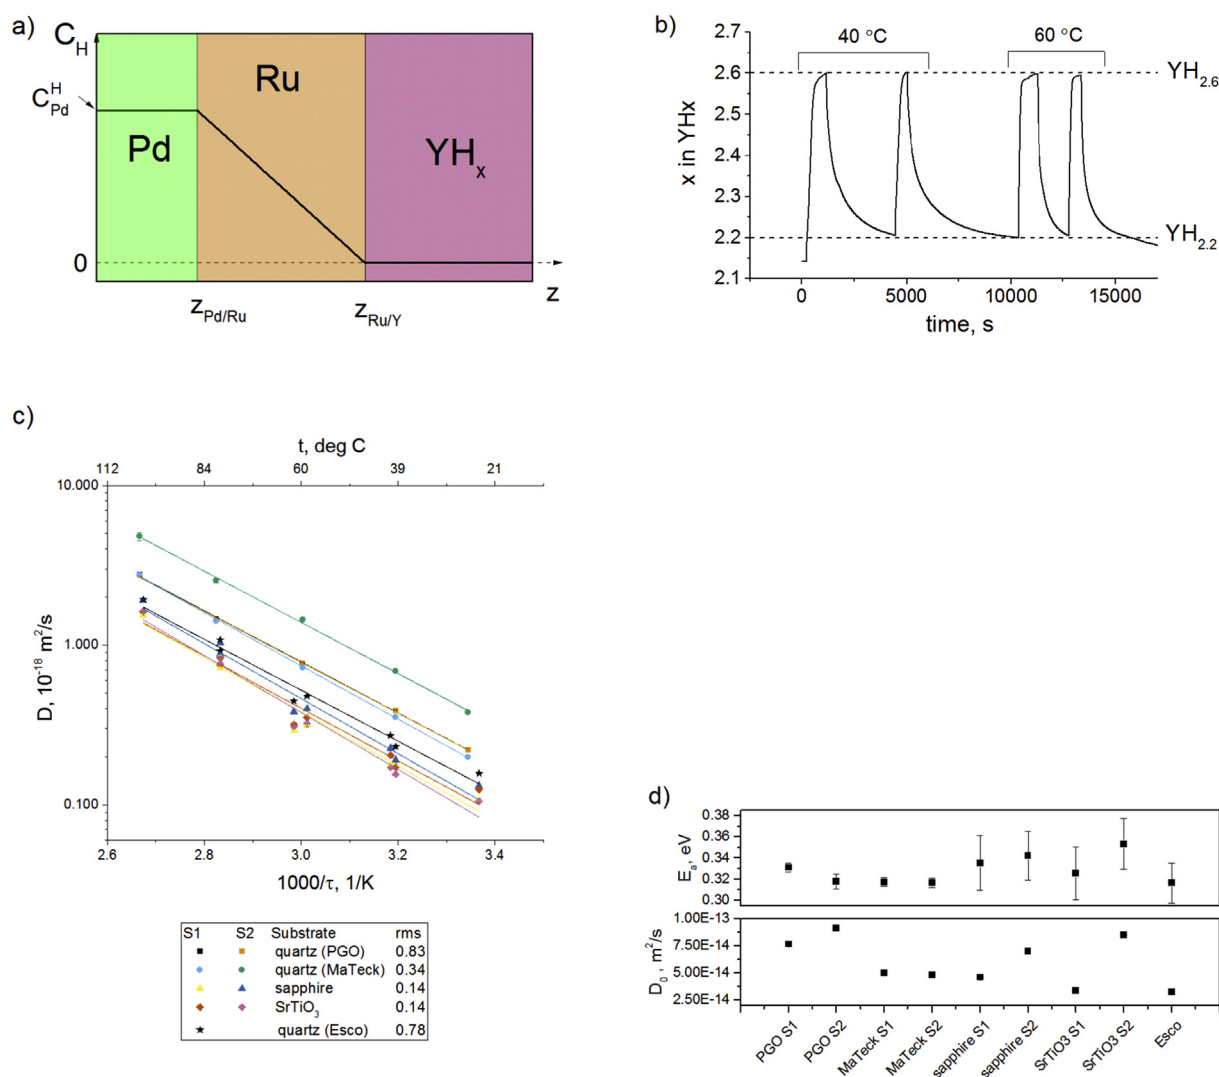 a)
C_H
C_Pd^H
0
Pd
Ru
YH_x
z
z_Pd/Ru
z_Ru/Y
b)
40 °C
60 °C
2.7
2.6
2.5
2.4
2.3
2.2
2.1
x in YHx
YH_2.6
YH_2.2
0
5000
10000
15000
time, s
c)
t, deg C
112
84
60
39
21
10.000
1.000
0.100
D, 10^-18 m^2/s
2.6
2.8
3.0
3.2
3.4
1000/τ, 1/K
S1 S2 Substrate rms
quartz (PGO) 0.83
quartz (MaTeck) 0.34
sapphire 0.14
SrTiO_3 0.14
quartz (Esco) 0.78
d)
0.38
0.36
0.34
0.32
0.30
E_a, eV
1.00E-13
7.50E-14
5.00E-14
2.50E-14
D_0, m^2/s
PGO S1
PGO S2
MaTeck S1
MaTeck S2
sapphire S1
sapphire S2
SrTiO3 S1
SrTiO3 S2
Esco